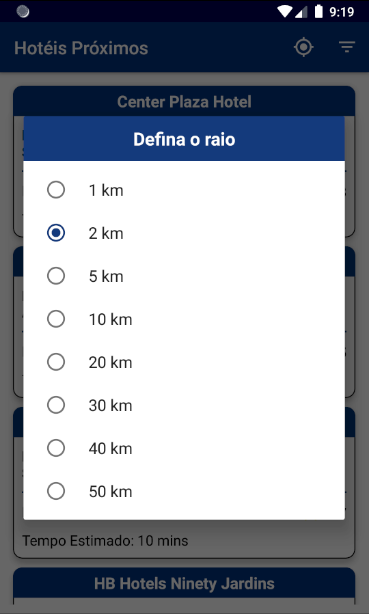 9:19
Hotéis Próximos
Center Plaza Hotel
Defina o raio
1 km
2 km
5 km
10 km
20 km
30 km
40 km
50 km
Tempo Estimado: 10 mins
HB Hotels Ninety Jardins